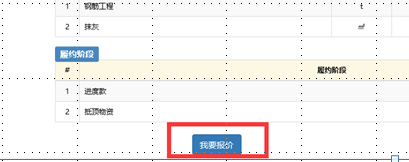 1 钢筋工程 t
2 抹灰 ㎡
履约阶段
# 履约阶段
1 进度款
2 抵顶物资
我要报价